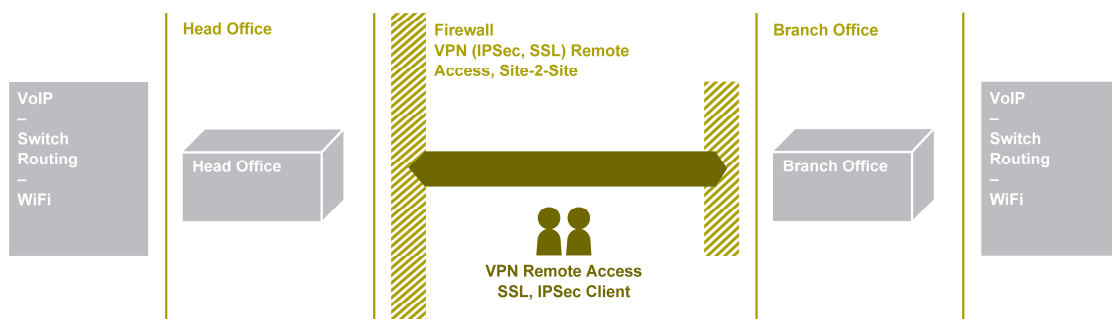 Head Office
Firewall
VPN (IPSec, SSL) Remote
Access, Site-2-Site
Branch Office
VoIP
–
Switch
Routing
–
WiFi
Head Office
Branch Office
VoIP
–
Switch
Routing
–
WiFi
VPN Remote Access
SSL, IPSec Client